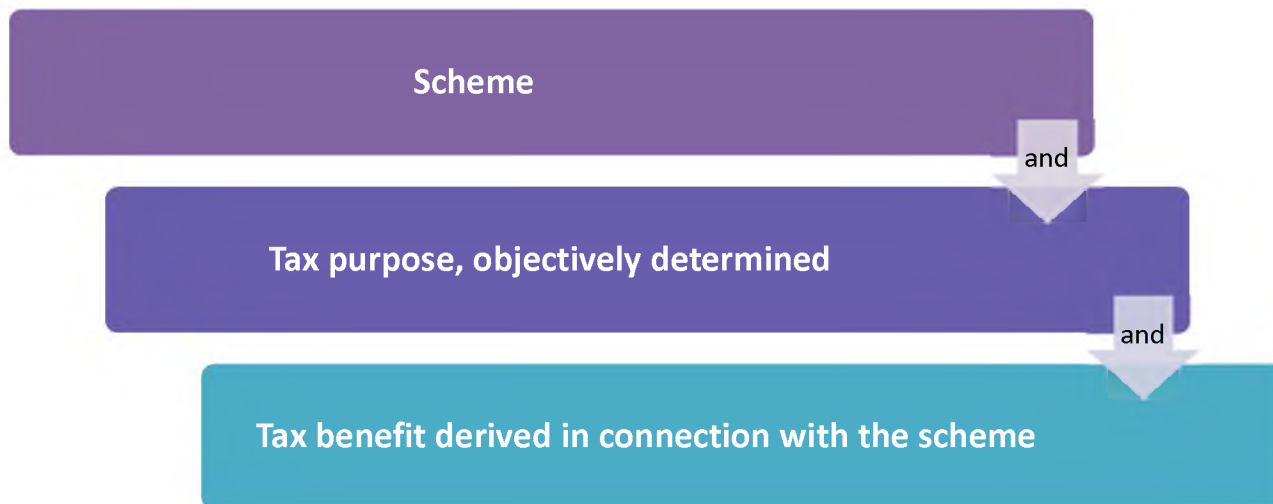 Scheme
and
Tax purpose, objectively determined
and
Tax benefit derived in connection with the scheme